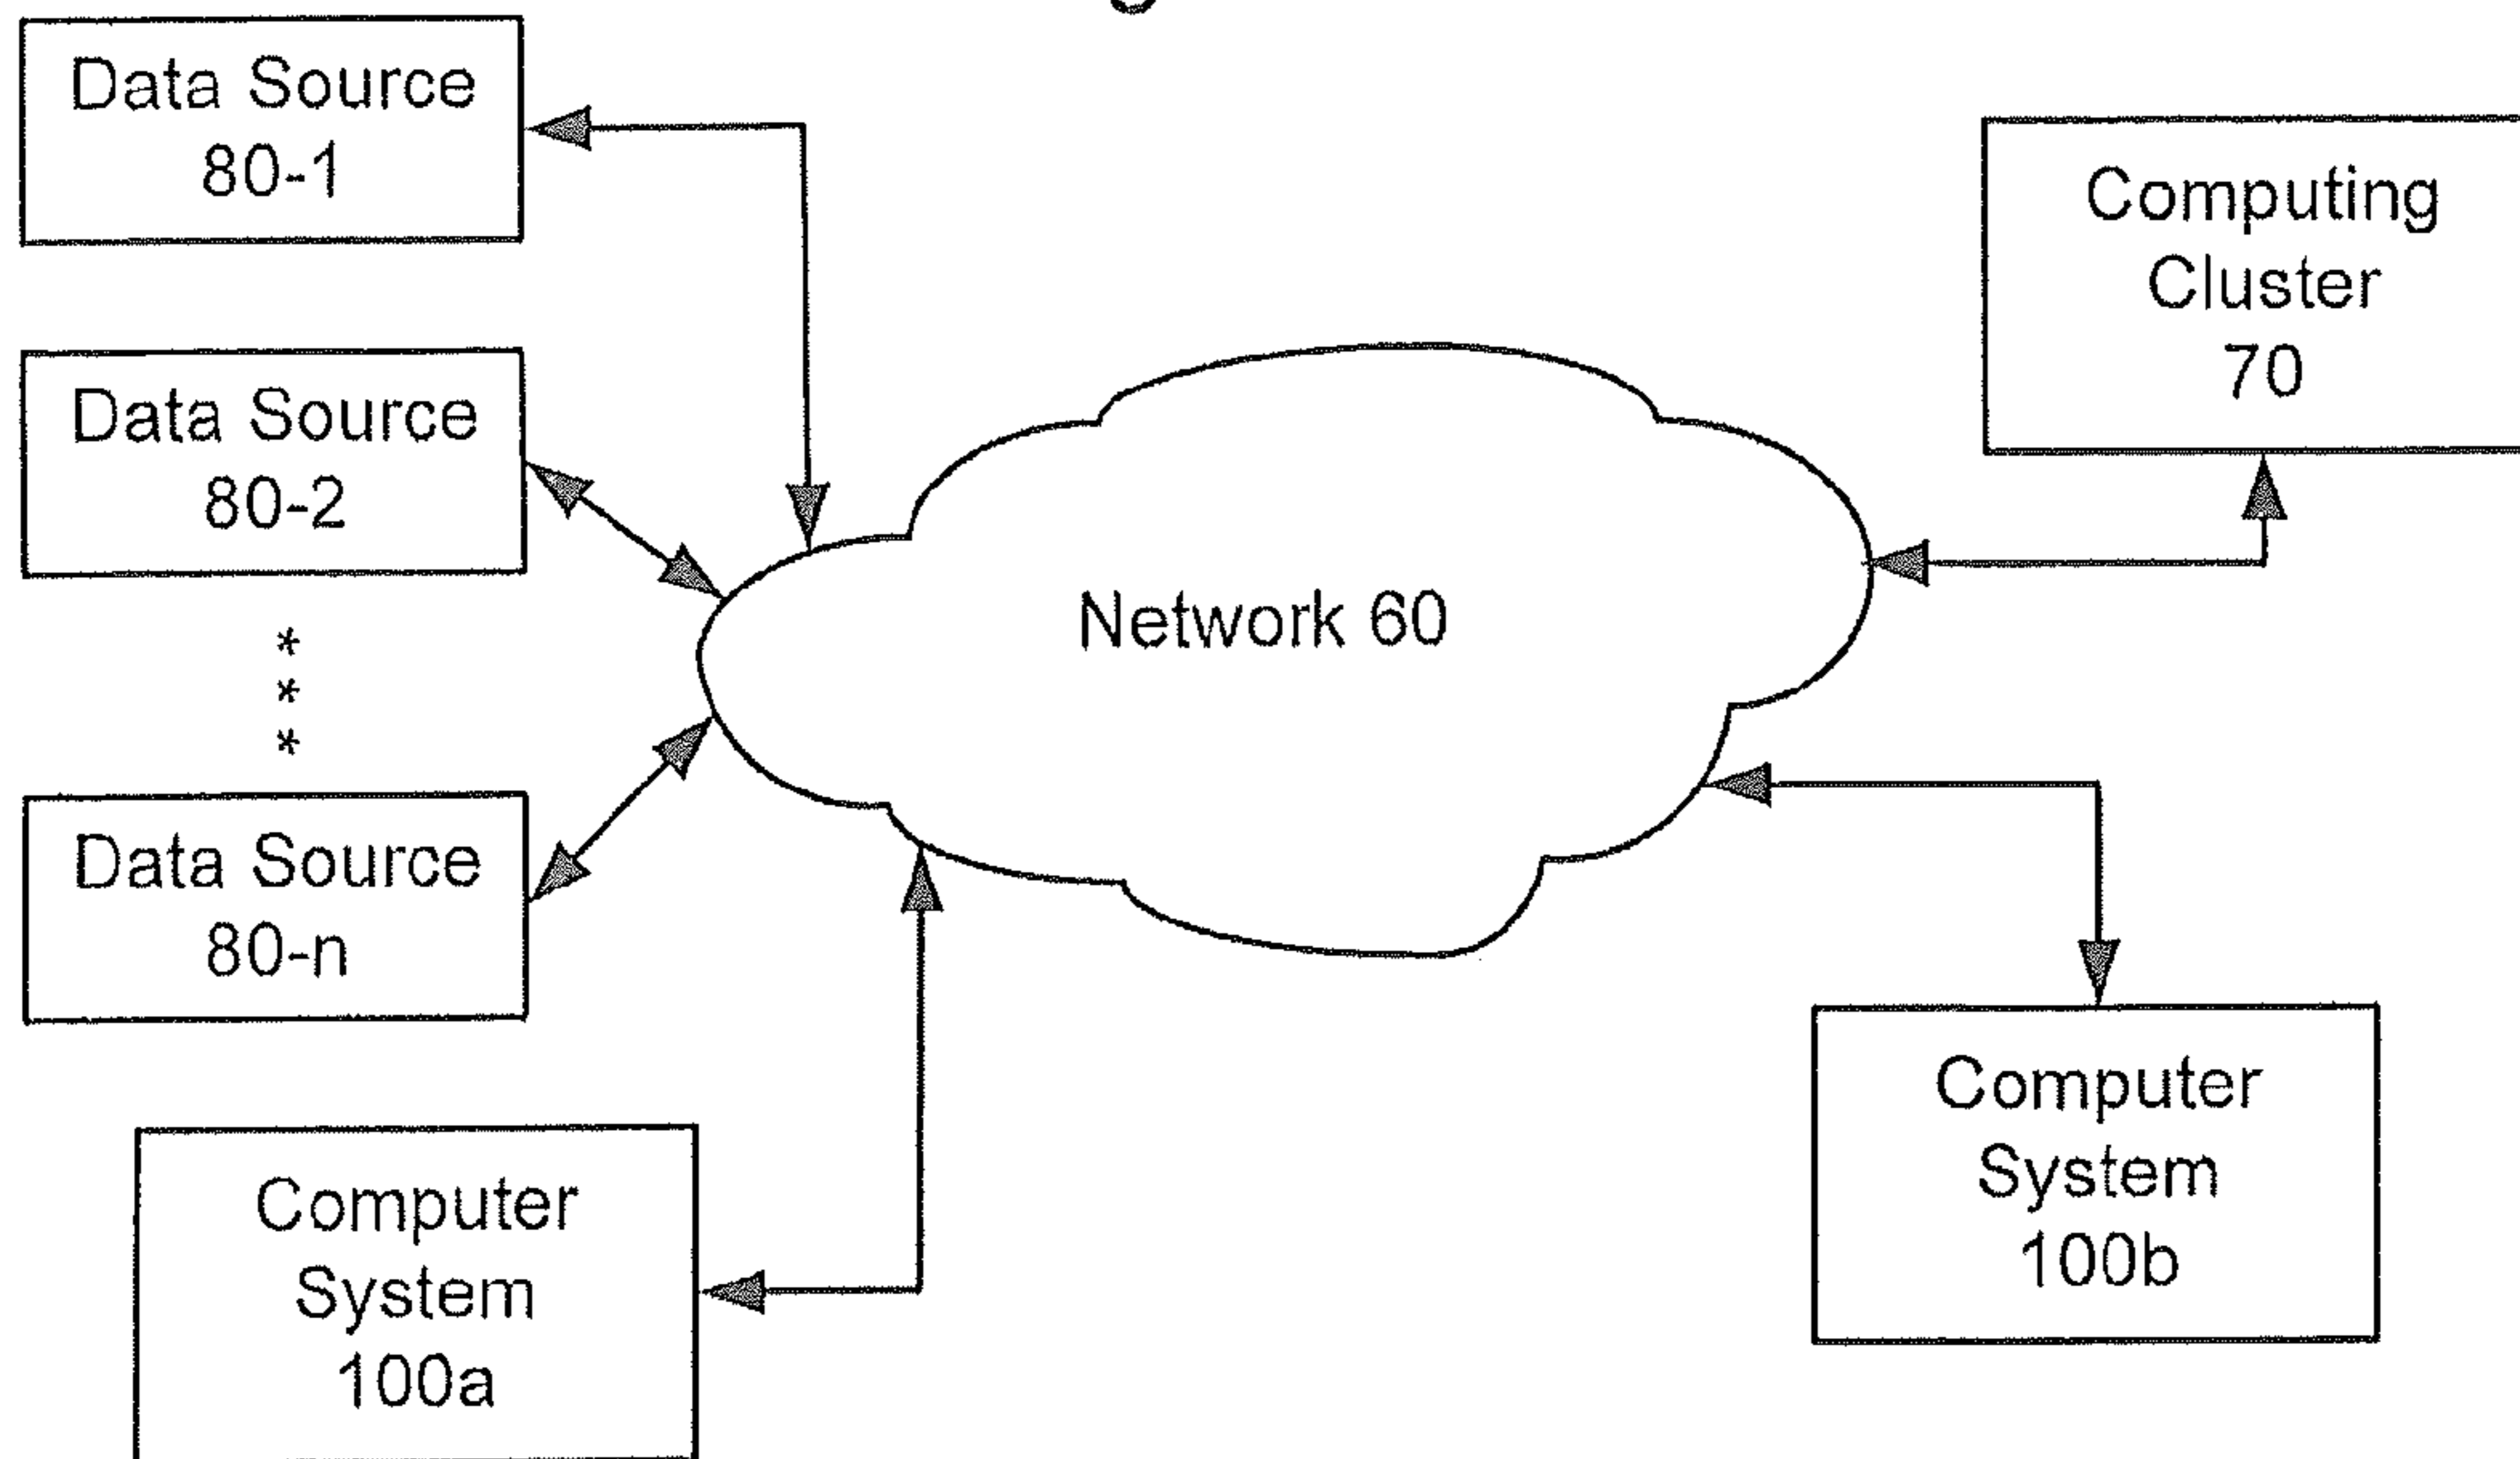 Data Source
80-1
Computing
Cluster
70
Data Source
80-2
Network 60
*
*
*
Data Source
80-n
Computer
System
100b
Computer
System
100a